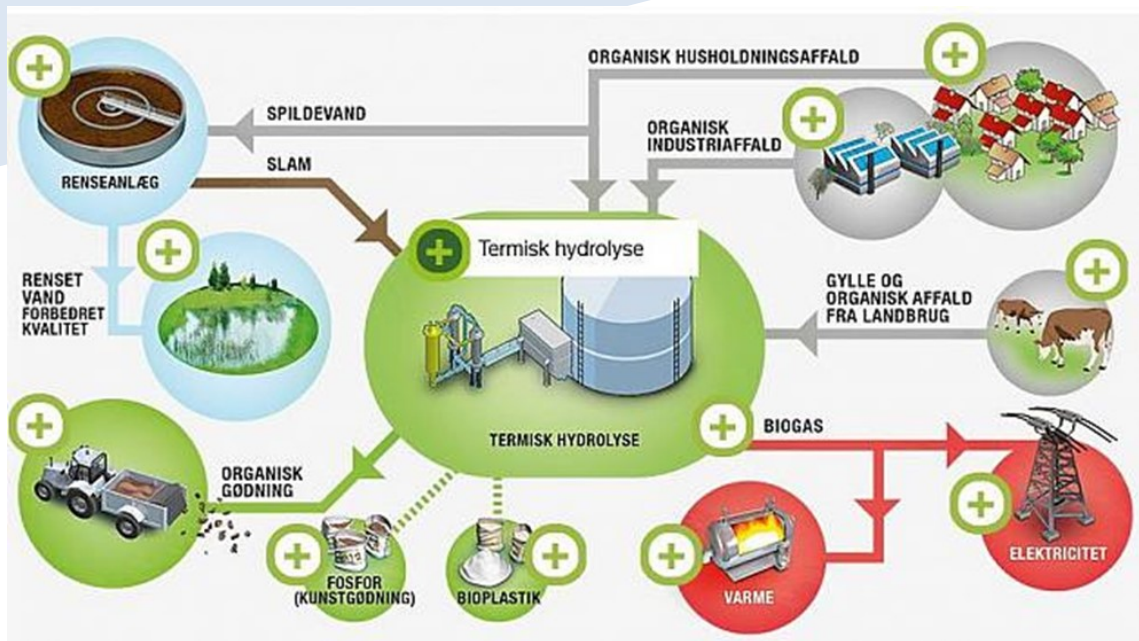 ORGANISK HUSHOLDNINGSAFFALD
SPILDEVAND
ORGANISK
INDUSTRIAFFALD
SLAM
RENSEANLÆG
Termisk hydrolyse
RENSET
VAND
FORBEDRET
KVALITET
GYLLE OG
ORGANISK AFFALD
FRA LANDBRUG
TERMISK HYDROLYSE
BIOGAS
ORGANISK
GØDNING
FOSFOR
(KUNSTGØDNING)
BIOPLASTIK
VARME
ELEKTRICITET